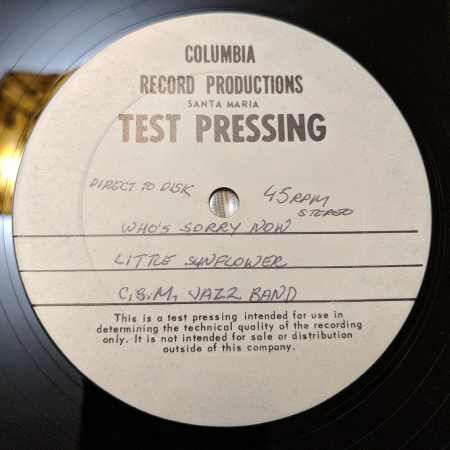 COLUMBIA
RECORD PRODUCTIONS
SANTA MARIA
TEST PRESSING
DIRECT TO DISK
45 RPM
STEREO
WHO'S SORRY NOW
LITTLE SUNFLOWER
C.S.M. JAZZ BAND
This is a test pressing intended for use in
determining the technical quality of the recording
only. It is not intended for sale or distribution
outside of this company.